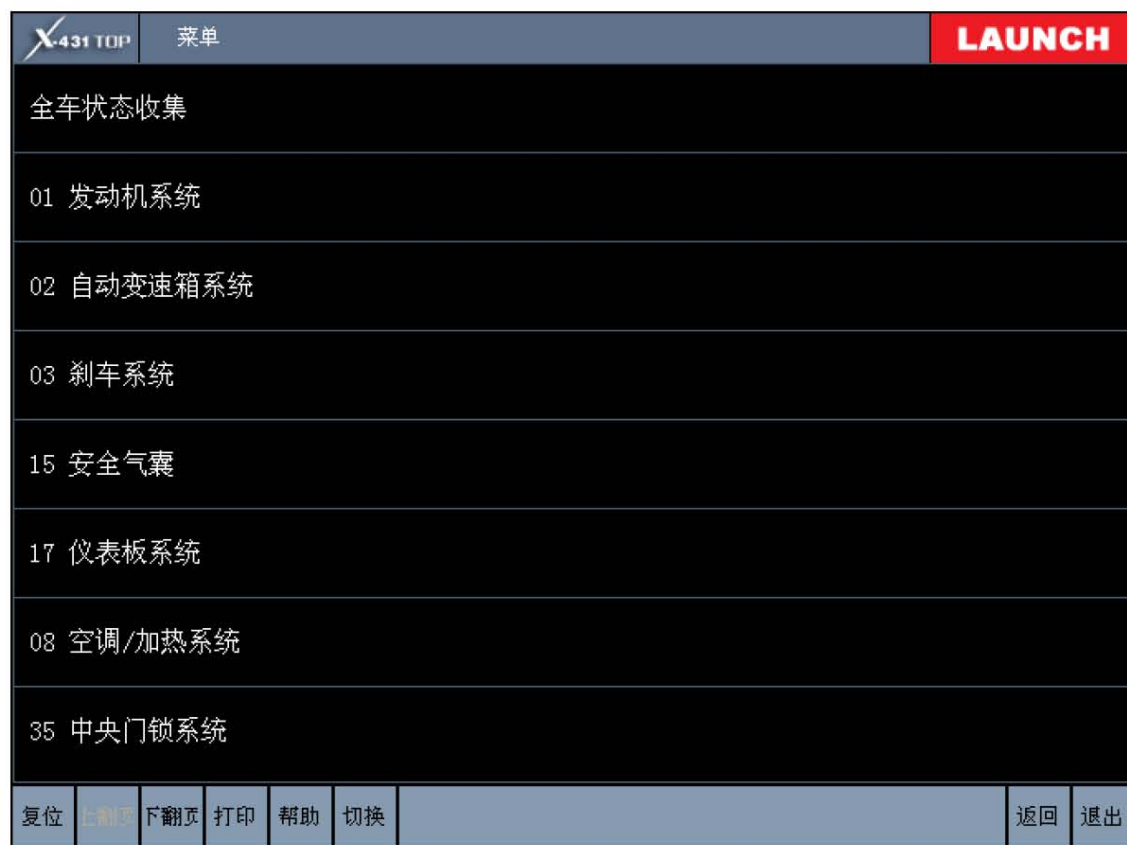 X-431 TOP 菜单 LAUNCH
全车状态收集
01 发动机系统
02 自动变速箱系统
03 刹车系统
15 安全气囊
17 仪表板系统
08 空调/加热系统
35 中央门锁系统
复位 上翻页 下翻页 打印 帮助 切换 返回 退出